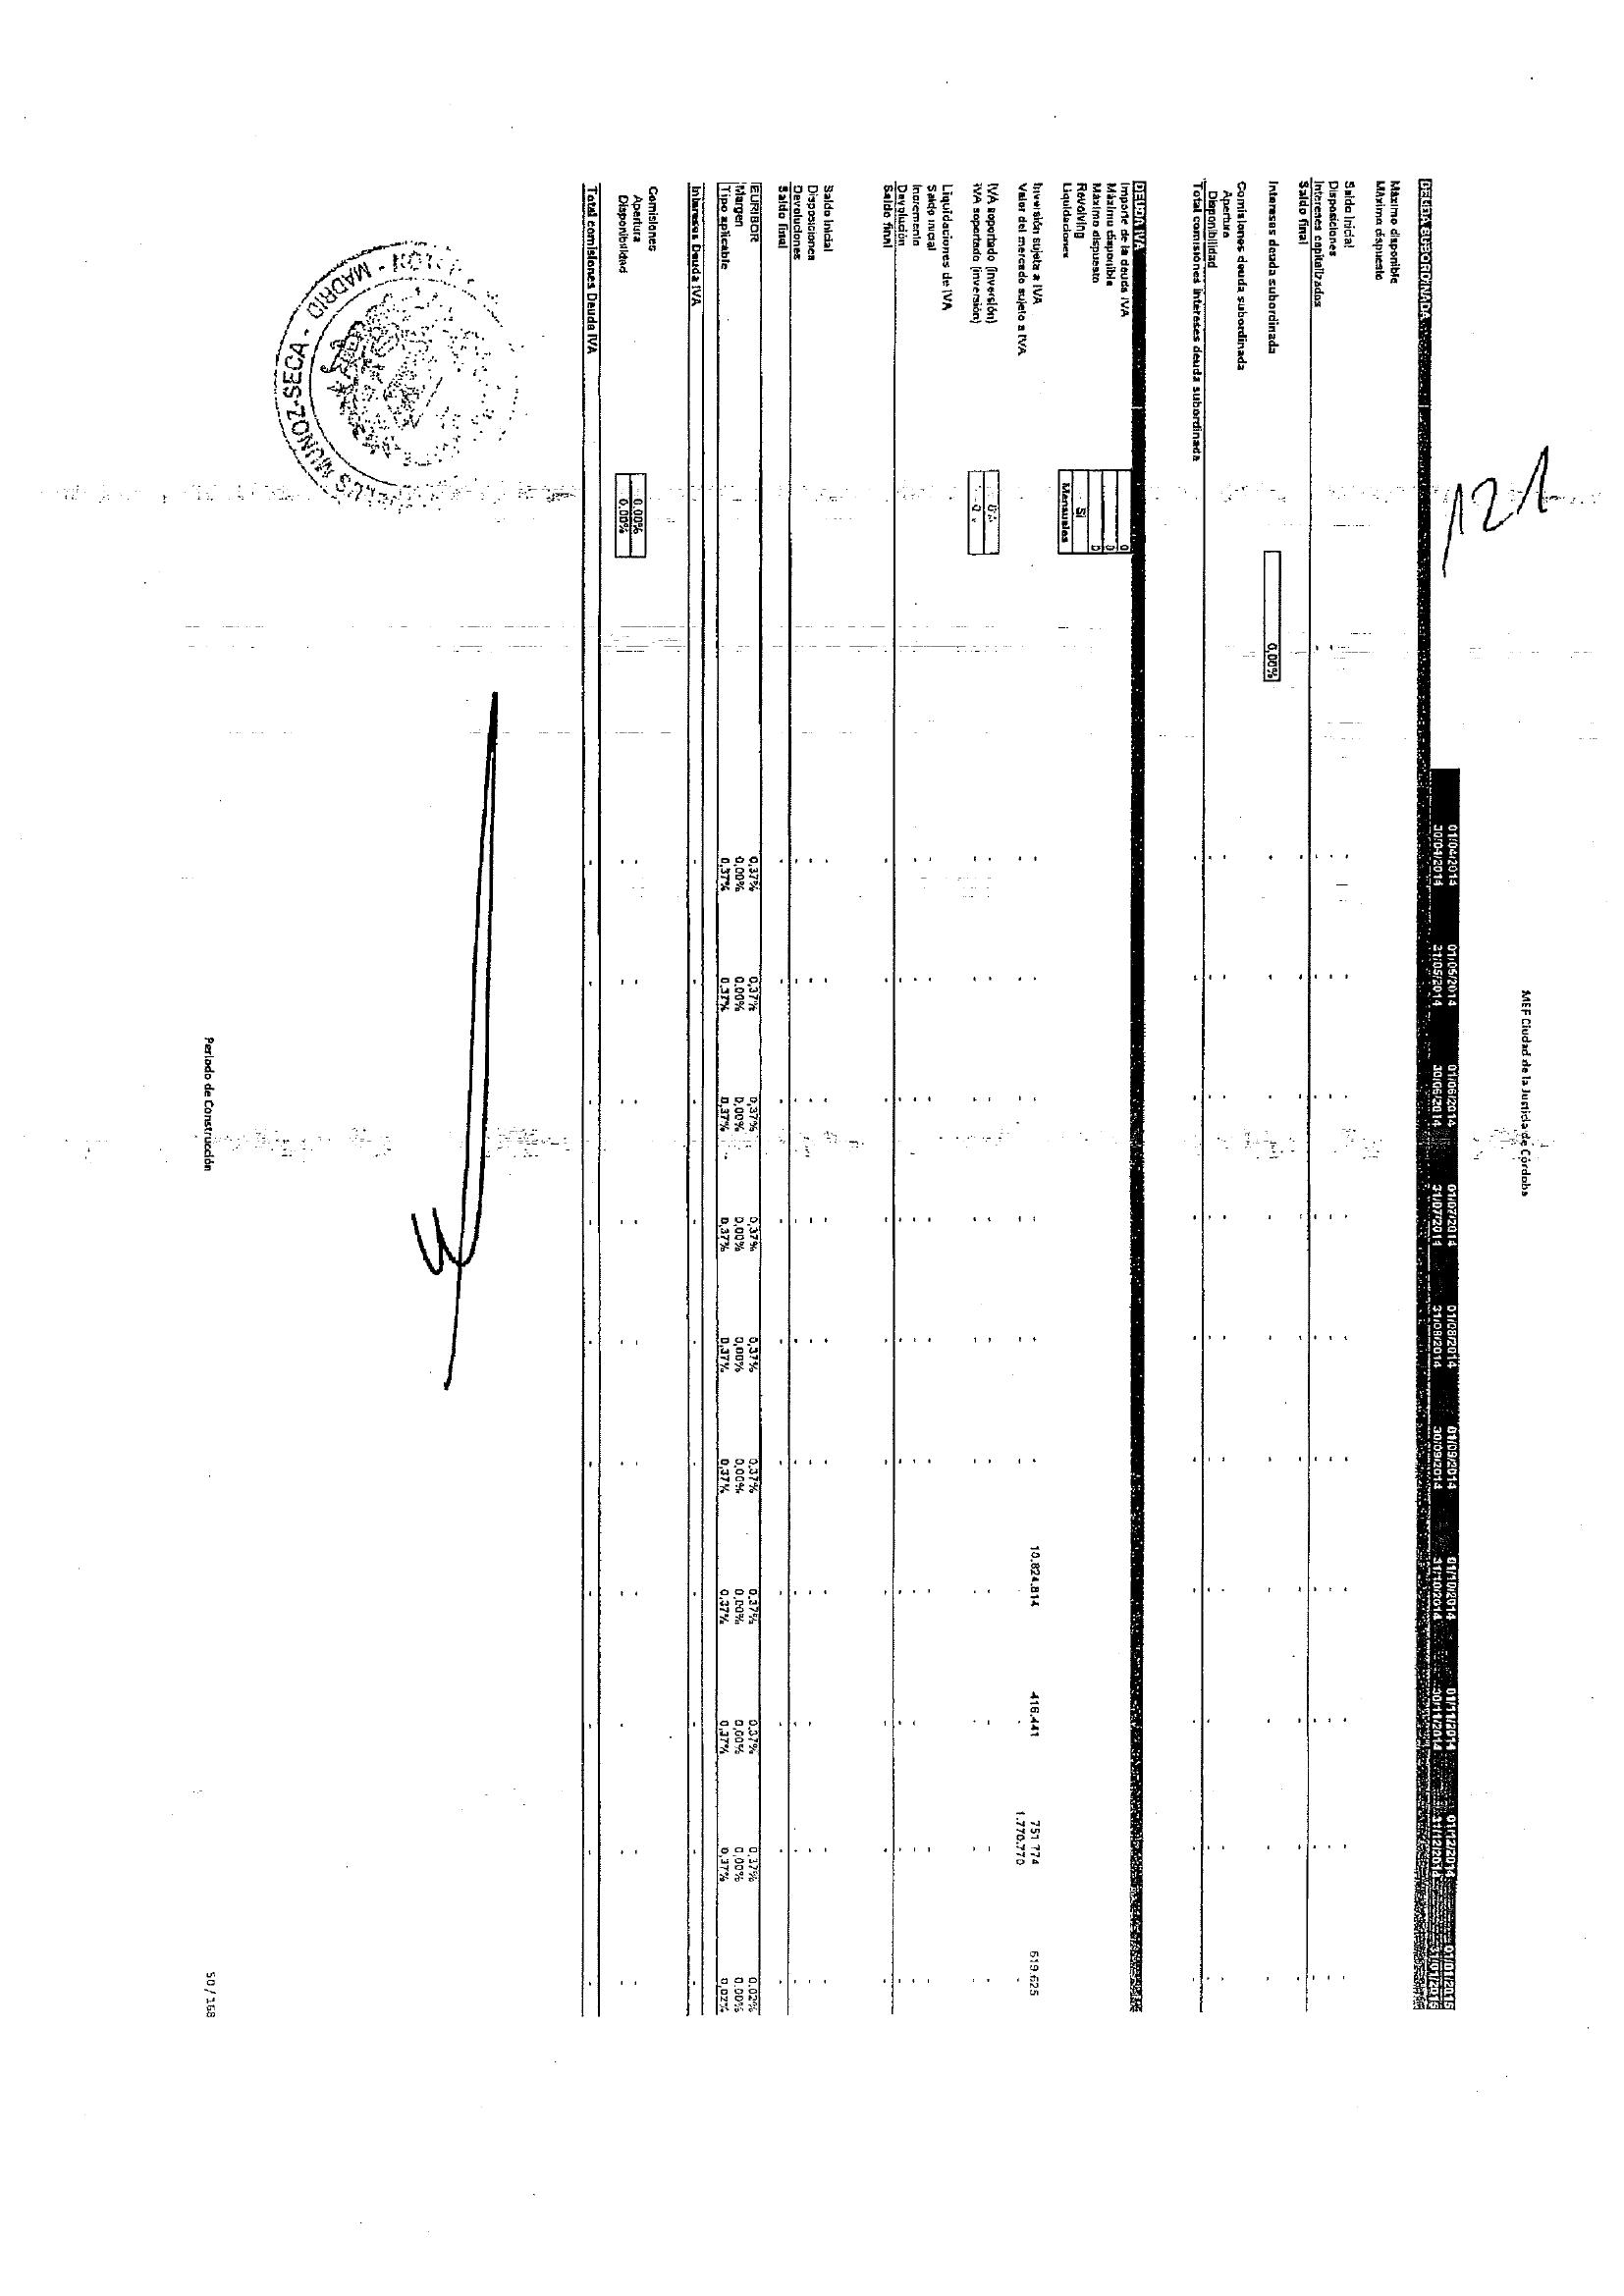 121
MEF Ciudad de la Justicia de Córdoba
01/04/2014 01/05/2014 01/06/2014 01/07/2014 01/08/2014 01/09/2014 01/10/2014 01/11/2014 01/12/2014 01/01/2015
30/04/2014 31/05/2014 30/06/2014 31/07/2014 31/08/2014 30/09/2014 31/10/2014 30/11/2014 31/12/2014 31/01/2015
DEUDA SUBORDINADA
Máximo disponible
Máximo dispuesto
Saldo Inicial - - - - - - - - - -
Disposiciones - - - - - - - - - - -
Intereses capitalizados - - - - - - - - - - -
Saldo final - - - - - - - - - -
Intereses deuda subordinada 0,00% - - - - - - - - - -
Comisiones deuda subordinada
Apertura - - - - - - - - - -
Disponibilidad - - - - - - - - - -
Total comisiones intereses deuda subordinada - - - - - - - - - -
DEUDA IVA
Importe de la deuda IVA 0
Máximo disponible 0
Máximo dispuesto 0
Revolving SI
Liquidaciones Mensuales
Inversión sujeta a IVA - - - - - - 10.824.814 416.441 751.774 619.625
Valor del mercado sujeto a IVA - - - - - - - - 1.770.770 -
IVA soportado (inversión) - - - - - - - - - -
IVA soportado (inversión) - - - - - - - - - -
Liquidaciones de IVA
Saldo inicial - - - - - - - - - -
Incremento - - - - - - - - - -
Devolución - - - - - - - - - -
Saldo final - - - - - - - - - -
Saldo Inicial - - - - - - - - - -
Disposiciones - - - - - - - - - -
Devoluciones - - - - - - - - - -
Saldo final - - - - - - - - - -
EURIBOR 0,37% 0,37% 0,37% 0,37% 0,37% 0,37% 0,37% 0,37% 0,37% 0,02%
Margen 0,00% 0,00% 0,00% 0,00% 0,00% 0,00% 0,00% 0,00% 0,00% 0,00%
Tipo aplicable 0,37% 0,37% 0,37% 0,37% 0,37% 0,37% 0,37% 0,37% 0,37% 0,02%
Intereses Deuda IVA - - - - - - - - - -
Comisiones
Apertura 0,00% - - - - - - - - - -
Disponibilidad 0,00% - - - - - - - - - -
Total comisiones Deuda IVA - - - - - - - - - -
MUÑOZ-SECA - MADRID
Periodo de Construcción
50 / 168